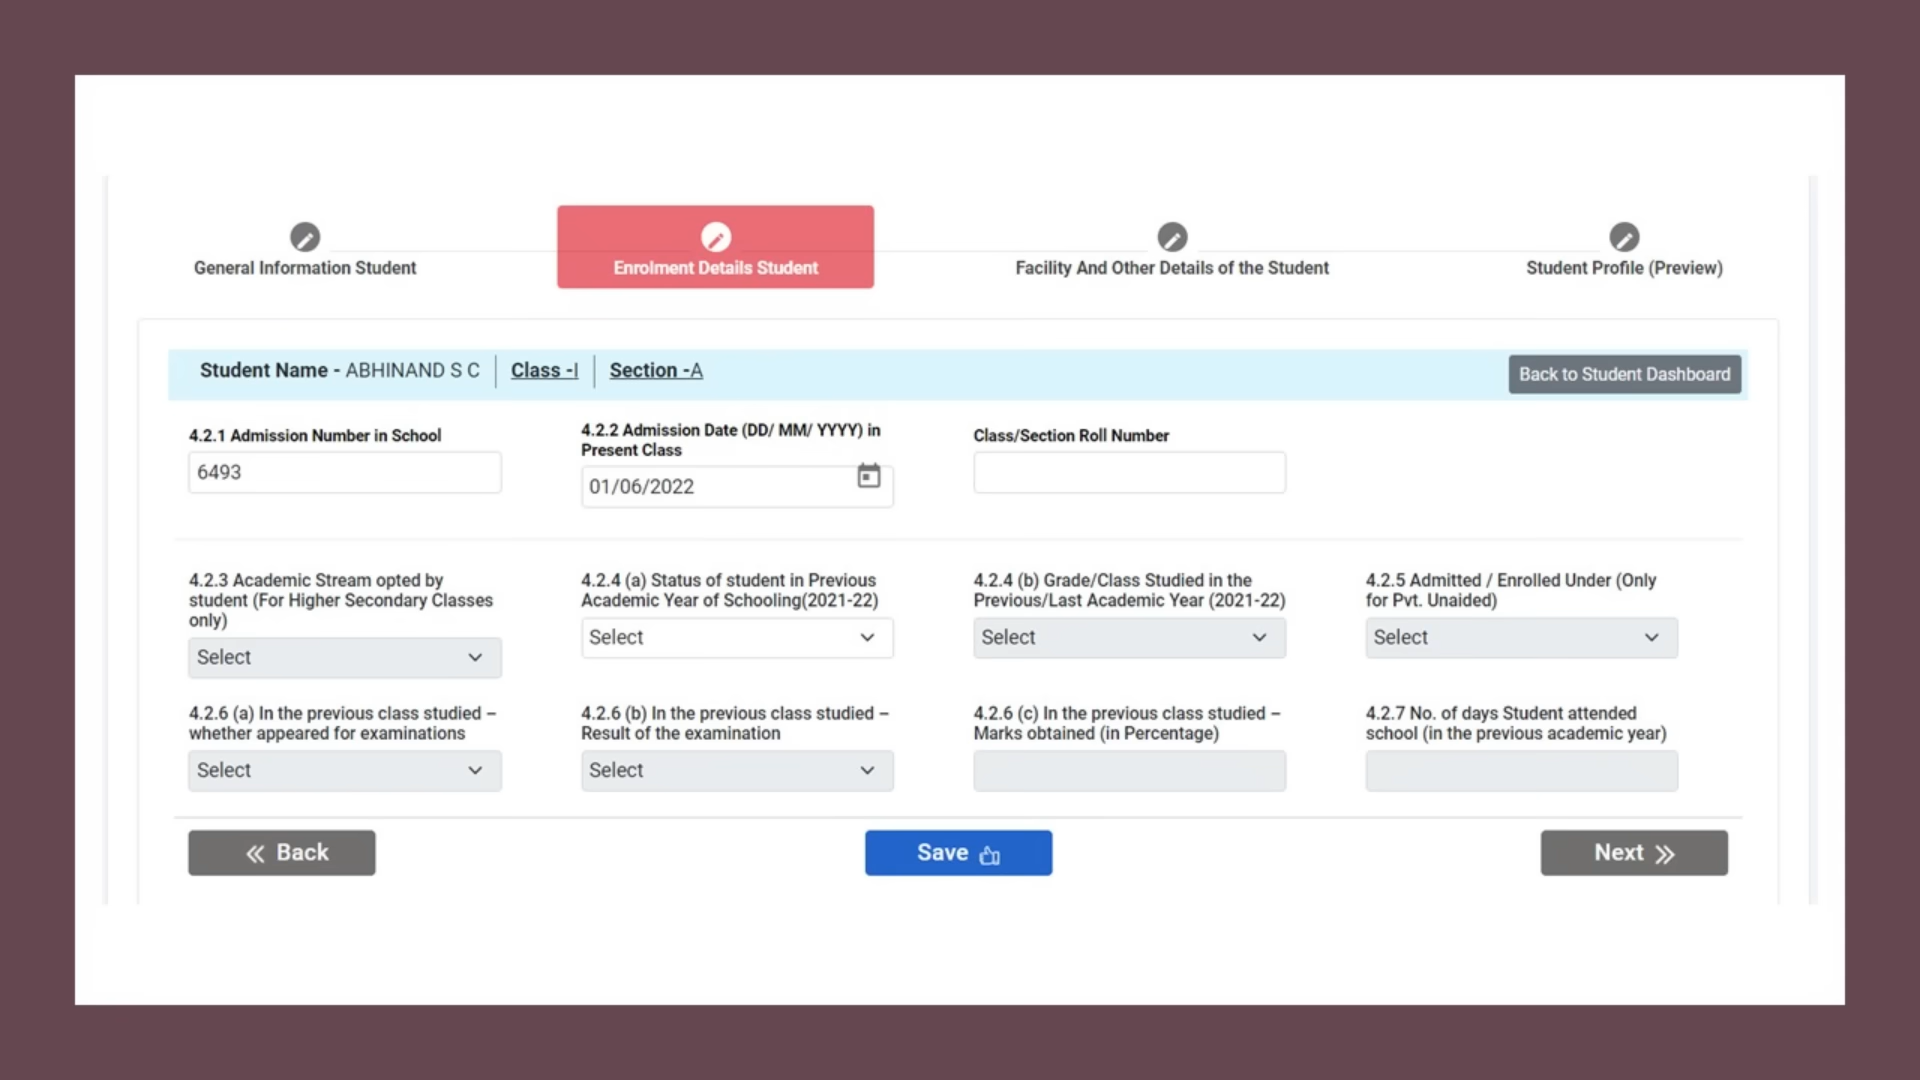 General Information Student
Enrolment Details Student
Facility And Other Details of the Student
Student Profile (Preview)
Student Name - ABHINAND S C
Class -I
Section -A
Back to Student Dashboard
4.2.1 Admission Number in School
6493
4.2.2 Admission Date (DD/ MM/ YYYY) in
Present Class
01/06/2022
Class/Section Roll Number
4.2.3 Academic Stream opted by
student (For Higher Secondary Classes
only)
Select
4.2.4 (a) Status of student in Previous
Academic Year of Schooling(2021-22)
Select
4.2.4 (b) Grade/Class Studied in the
Previous/Last Academic Year (2021-22)
Select
4.2.5 Admitted / Enrolled Under (Only
for Pvt. Unaided)
Select
4.2.6 (a) In the previous class studied –
whether appeared for examinations
Select
4.2.6 (b) In the previous class studied –
Result of the examination
Select
4.2.6 (c) In the previous class studied –
Marks obtained (in Percentage)
4.2.7 No. of days Student attended
school (in the previous academic year)
Back
Save
Next